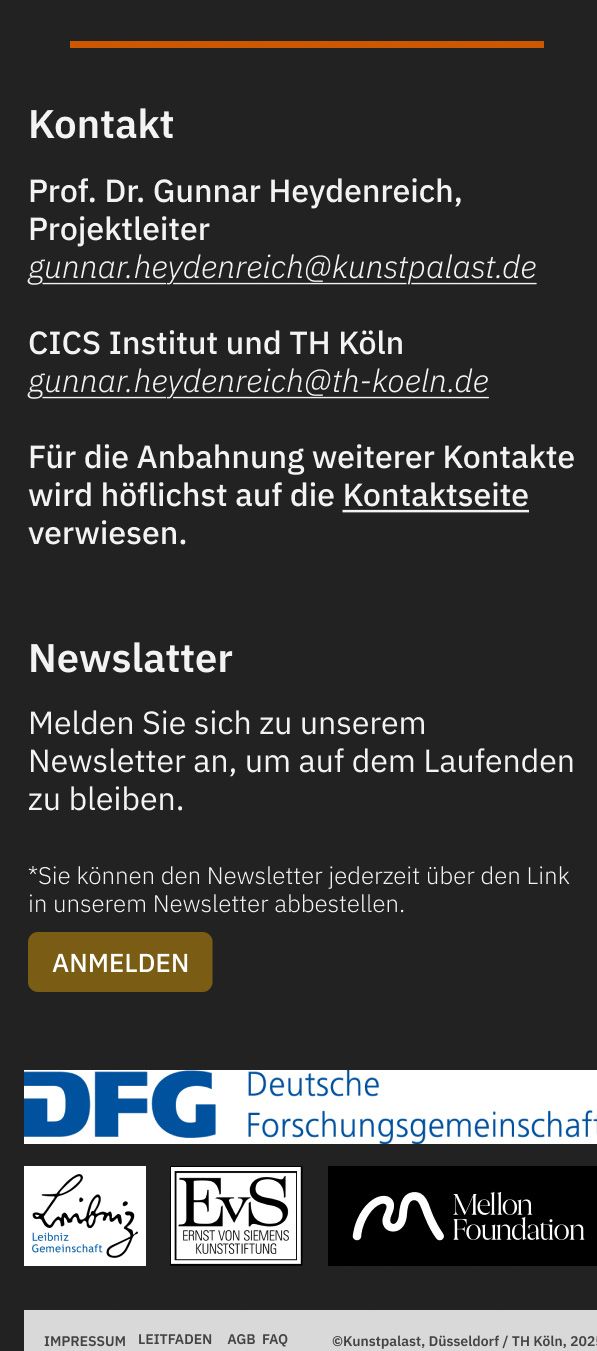 Kontakt
Prof. Dr. Gunnar Heydenreich,
Projektleiter
gunnar.heydenreich@kunstpalast.de
CICS Institut und TH Köln
gunnar.heydenreich@th-koeln.de
Für die Anbahnung weiterer Kontakte
wird höflichst auf die Kontaktseite
verwiesen.
Newslatter
Melden Sie sich zu unserem
Newsletter an, um auf dem Laufenden
zu bleiben.
*Sie können den Newsletter jederzeit über den Link
in unserem Newsletter abbestellen.
ANMELDEN
DFG Deutsche
Forschungsgemeinschaft
Leibniz
Leibniz
Gemeinschaft
EvS
ERNST VON SIEMENS
KUNSTSTIFTUNG
Mellon
Foundation
IMPRESSUM LEITFADEN AGB FAQ ©Kunstpalast, Düsseldorf / TH Köln, 2025